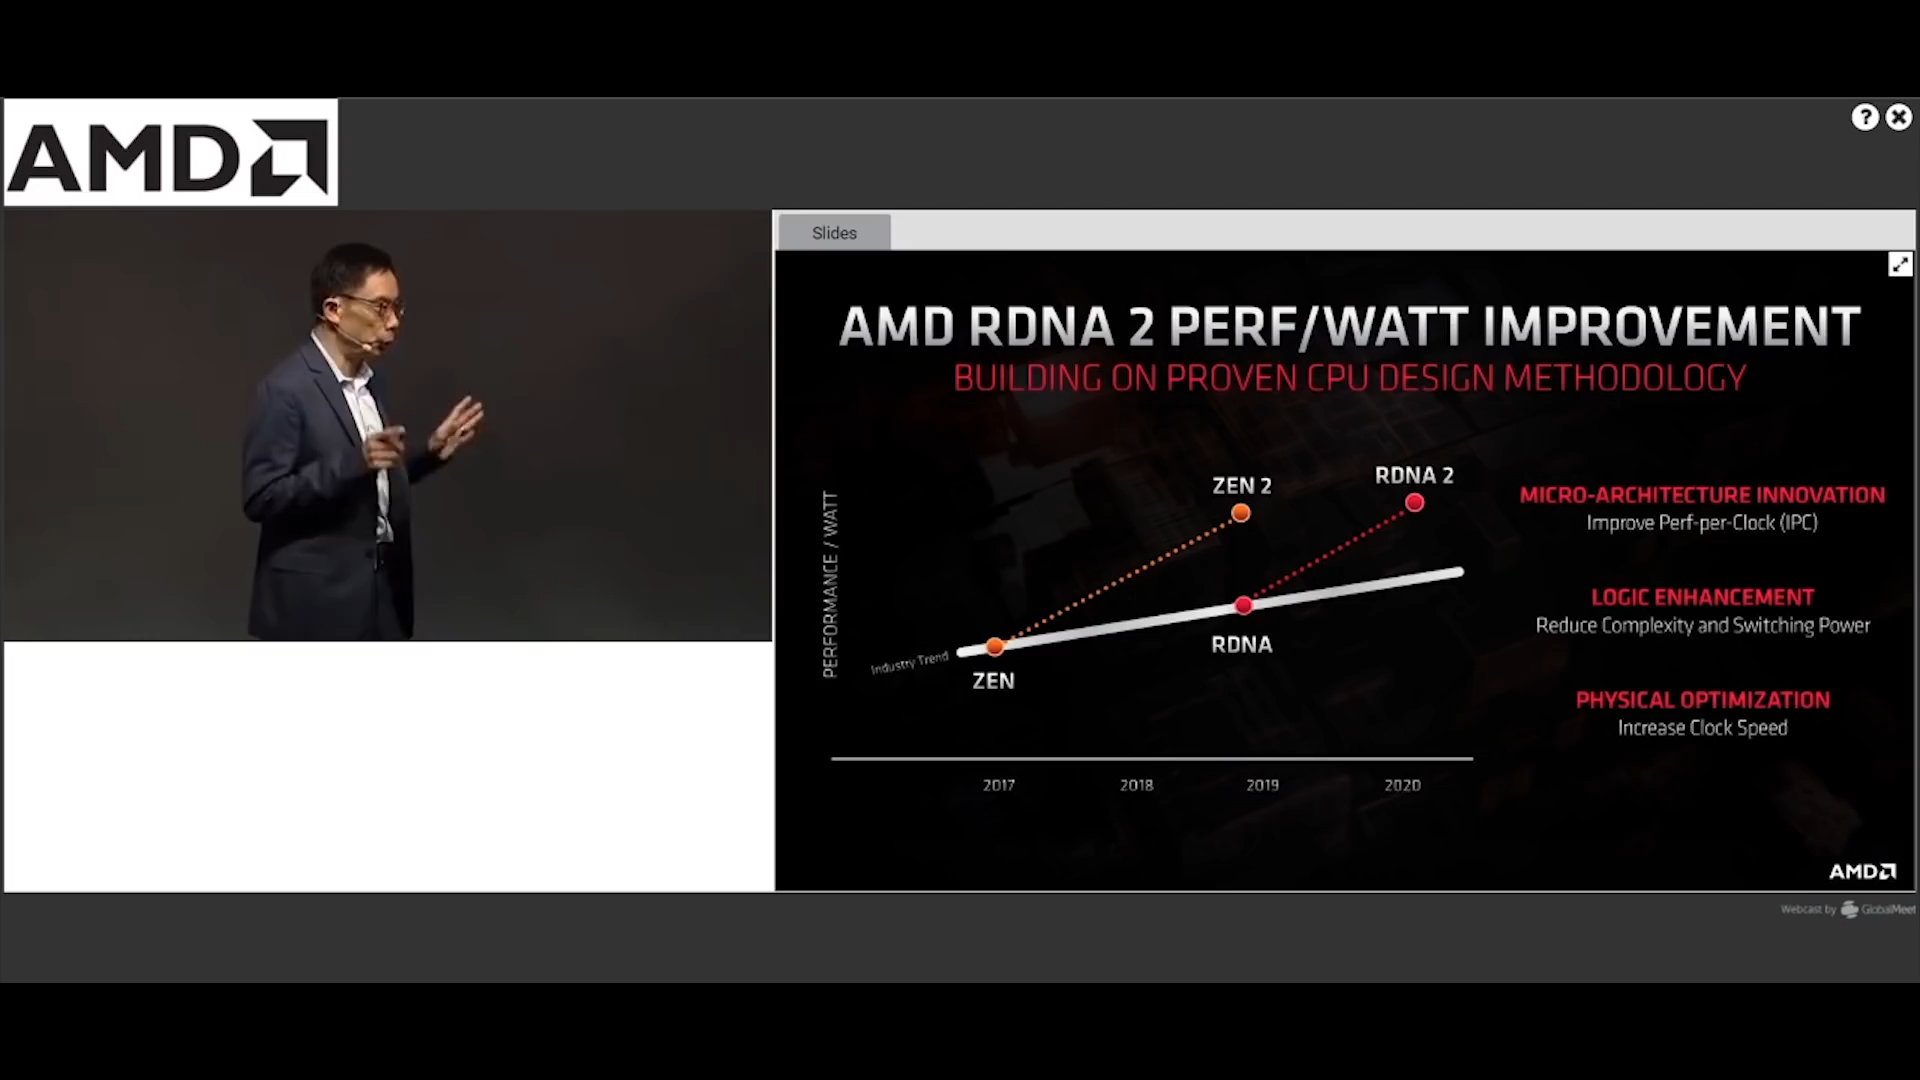 AMD
?
Slides
AMD RDNA 2 PERF/WATT IMPROVEMENT
BUILDING ON PROVEN CPU DESIGN METHODOLOGY
PERFORMANCE / WATT
ZEN 2
RDNA 2
RDNA
ZEN
Industry Trend
2017
2018
2019
2020
MICRO-ARCHITECTURE INNOVATION
Improve Perf-per-Clock (IPC)
LOGIC ENHANCEMENT
Reduce Complexity and Switching Power
PHYSICAL OPTIMIZATION
Increase Clock Speed
AMD
Webcast by GlobalMeet